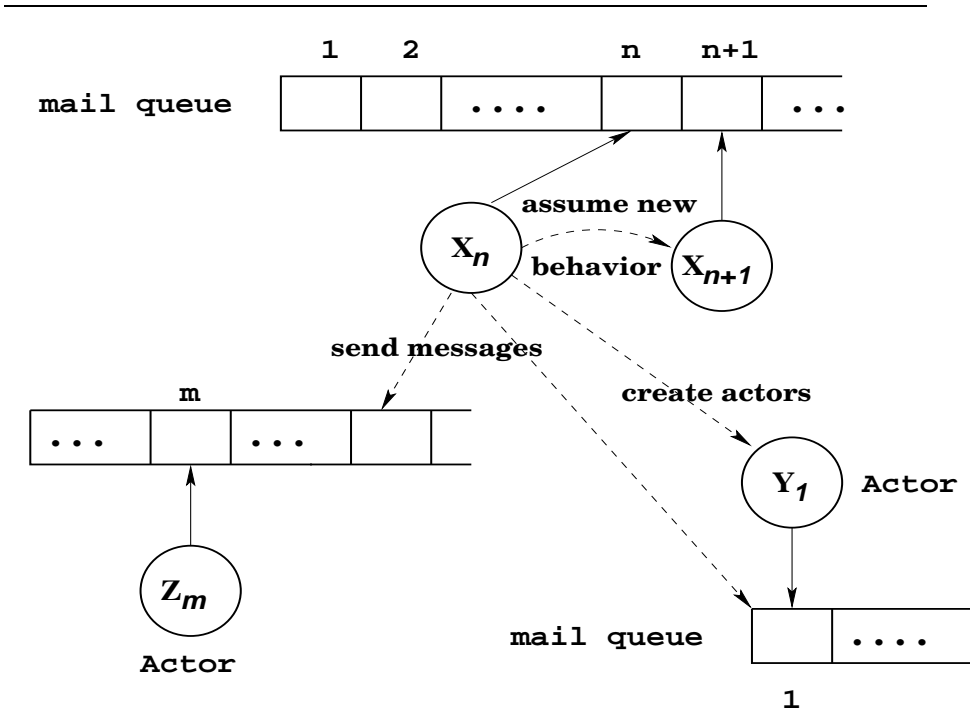 1 2 n n+1
mail queue .... ...
assume new
Xn behavior Xn+1
send messages
m create actors
... ...
Y1 Actor
Zm
mail queue ....
Actor
1